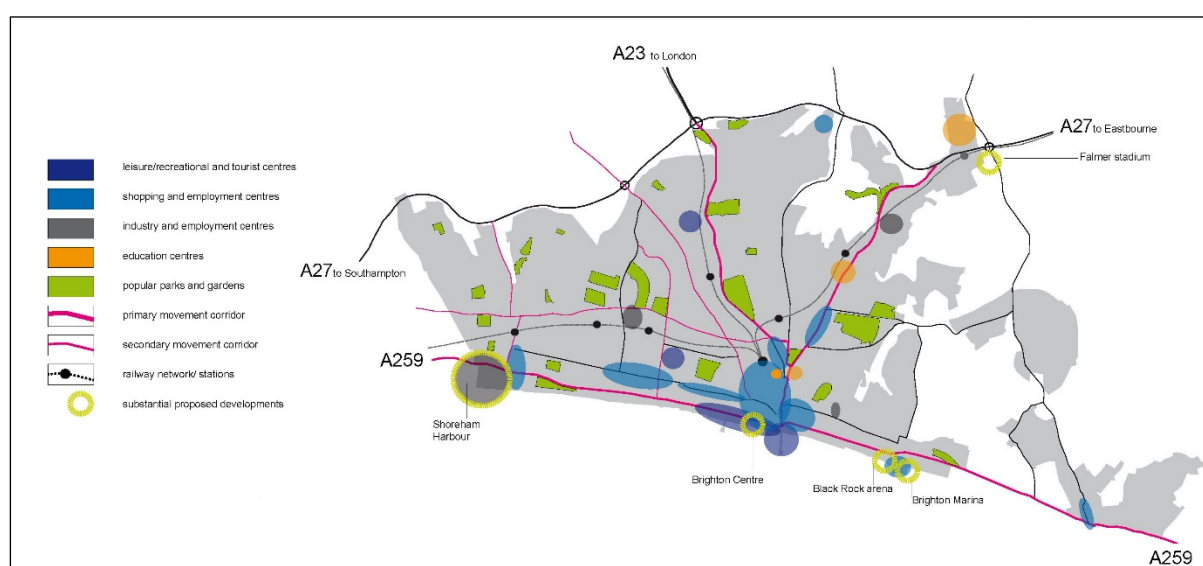 A23 to London
A27 to Eastbourne
Falmer stadium
leisure/recreational and tourist centres
shopping and employment centres
industry and employment centres
education centres
popular parks and gardens
primary movement corridor
secondary movement corridor
railway network/ stations
substantial proposed developments
A27 to Southampton
A259
Shoreham
Harbour
Brighton Centre
Black Rock arena
Brighton Marina
A259